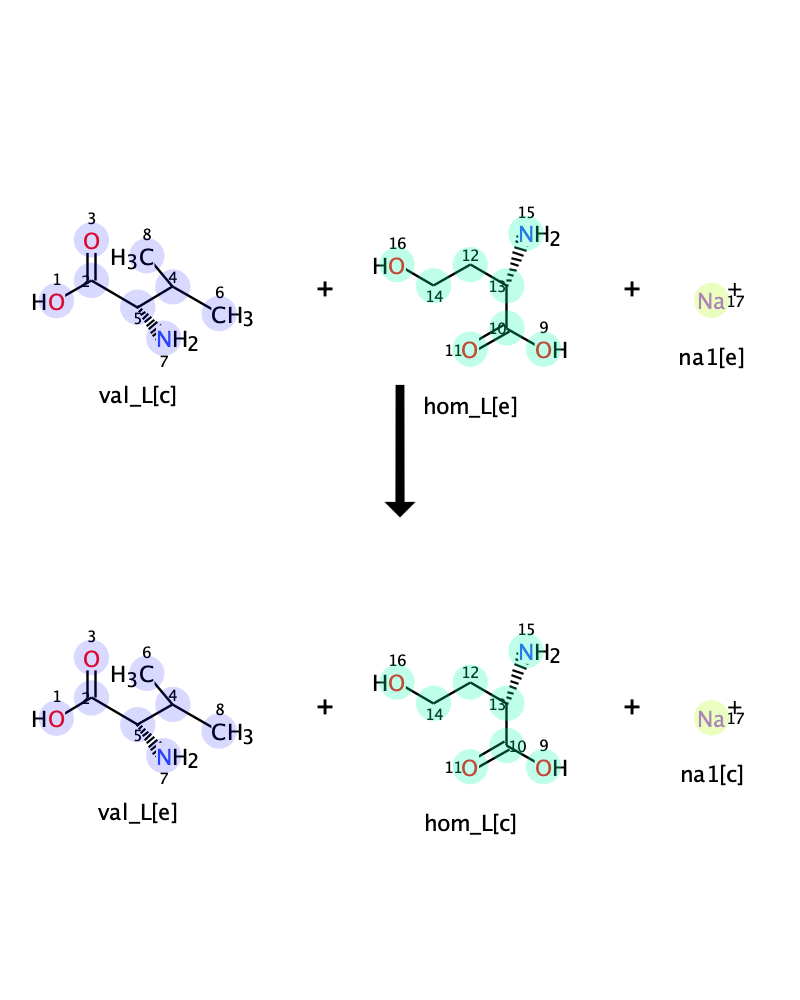 3
8
O
H3C
1
2
4
6
HO
5
CH3
NH2
7
val_L[c]
+
15
16
12
NH2
HO
13
14
10
9
11
O
OH
hom_L[e]
+
Na+
17
na1[e]
3
6
O
H3C
1
2
4
8
HO
5
CH3
NH2
7
val_L[e]
+
15
16
12
NH2
HO
13
14
10
9
11
O
OH
hom_L[c]
+
Na+
17
na1[c]